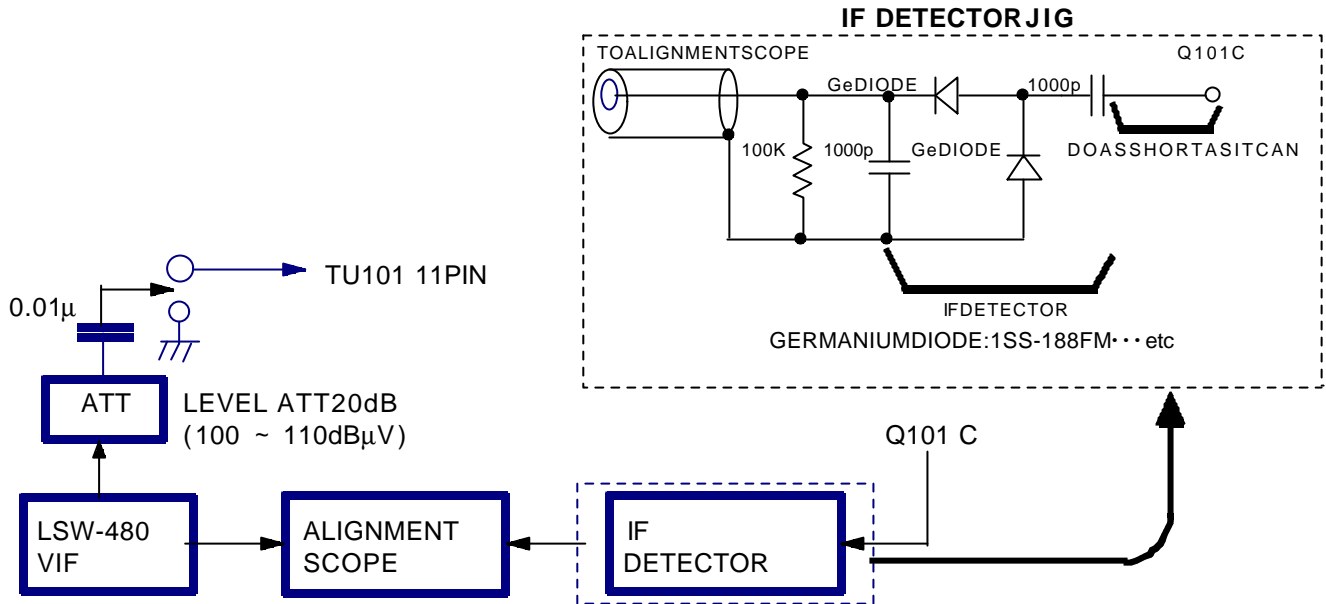 IF DETECTOR JIG
TOALIGNMENTSCOPE
Q101C
GeDIODE
1000p
100K
1000p
GeDIODE
DOASSHORTASITCAN
IFDETECTOR
GERMANIUMDIODE:1SS-188FM･･･etc
TU101 11PIN
0.01μ
ATT
LEVEL ATT20dB
(100 ~ 110dBμV)
Q101 C
LSW-480
VIF
ALIGNMENT
SCOPE
IF
DETECTOR